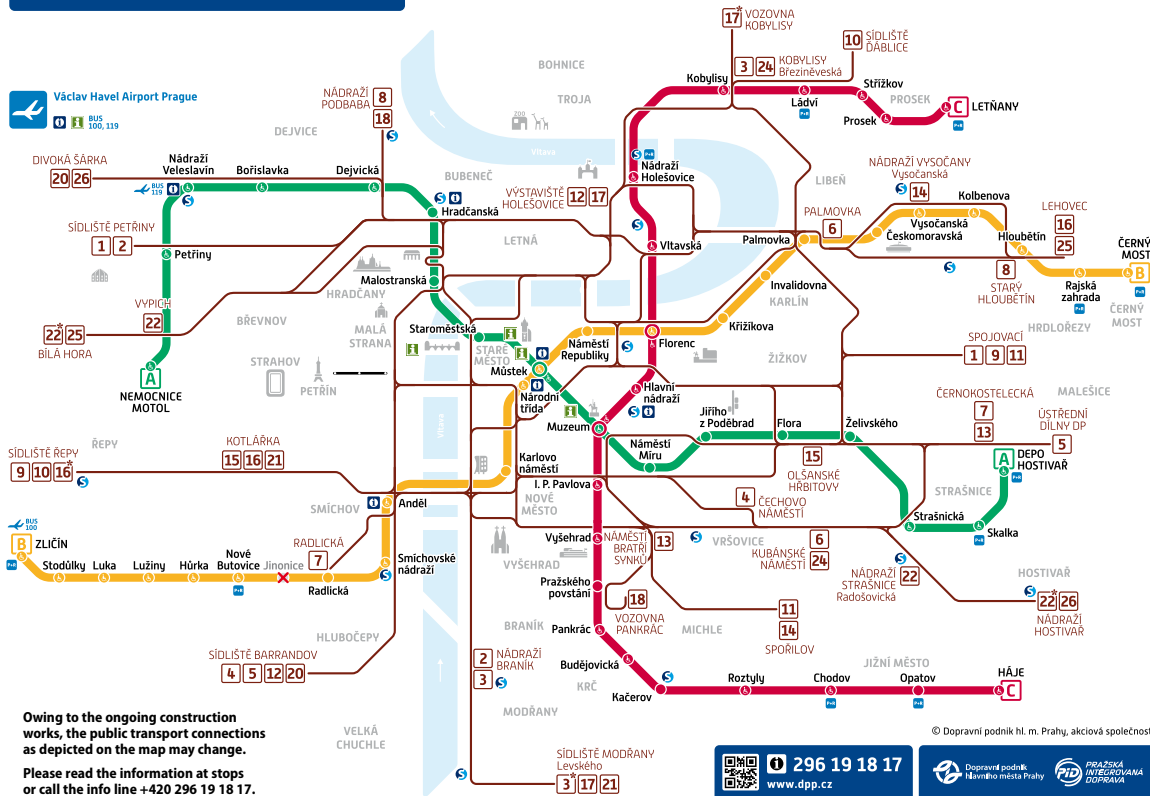 17*
VOZOVNA
KOBYLISY
10
SÍDLIŠTĚ
ĎÁBLICE
3 24
KOBYLISY
Březiněveská
BOHNICE
TROJA
ZOO
Kobylisy
Ládví
P+R
Střížkov
PROSEK
Prosek
C LETŇANY
P+R
Václav Havel Airport Prague
BUS
100, 119
NÁDRAŽÍ
PODBABA
8
18
S
DEJVICE
Vltava
DIVOKÁ ŠÁRKA
20 26
Nádraží
Veleslavín
BUS
119
S
Bořislavka
Dejvická
BUBENEČ
S
Hradčanská
VÝSTAVIŠTĚ
HOLEŠOVICE
12 17
S P+R
Nádraží
Holešovice
LIBEŇ
NÁDRAŽÍ VYSOČANY
Vysočanská
S 14
Kolbenova
PALMOVKA
6
Vysočanská
Českomoravská
LEHOVEC
16
25
SÍDLIŠTĚ PETŘINY
1 2
Petřiny
LETNÁ
S
Vltavská
Palmovka
Hloubětín
ČERNÝ
MOST
B
P+R
S
8
STARÝ
HLOUBĚTÍN
Rajská
zahrada
P+R
ČERNÝ
MOST
HRDLOŘEZY
Malostranská
HRADČANY
Invalidovna
KARLÍN
VYPICH
22
22* 25
BÍLÁ HORA
BŘEVNOV
MALÁ
STRANA
Staroměstská
STARÉ
MĚSTO
Náměstí
Republiky
S
Florenc
Křižíkova
ŽIŽKOV
SPOJOVACÍ
1 9 11
STRAHOV
PETŘÍN
Můstek
A
NEMOCNICE
MOTOL
Národní
třída
Hlavní
nádraží
S
Vltava
Muzeum
Jiřího
z Poděbrad
Flora
Želivského
ČERNOKOSTELECKÁ
7
13
MALEŠICE
ÚSTŘEDNÍ
DÍLNY DP
5
ŘEPY
SÍDLIŠTĚ ŘEPY
9 10 16*
S
KOTLÁŘKA
15 16 21
Náměstí
Míru
15
OLŠANSKÉ
HŘBITOVY
A DEPO
HOSTIVAŘ
P+R
Karlovo
náměstí
I. P. Pavlova
NOVÉ
MĚSTO
4 ČECHOVO
NÁMĚSTÍ
STRAŠNICE
SMÍCHOV
Anděl
BUS
100
B ZLIČÍN
P+R
Stodůlky
Luka
Lužiny
Hůrka
Nové
Butovice
P+R
Jinonice
RADLICKÁ
7
Radlická
Smíchovské
nádraží
S
VYŠEHRAD
Vyšehrad
NÁMĚSTÍ
BRATŘÍ
SYNKŮ
13
S
VRŠOVICE
KUBÁNSKÉ
NÁMĚSTÍ
6
24
Strašnická
Skalka
P+R
S
NÁDRAŽÍ
STRAŠNICE
Radošovická
22
HOSTIVAŘ
S
22* 26
NÁDRAŽÍ
HOSTIVAŘ
Pražského
povstání
18
VOZOVNA
PANKRÁC
11
14
SPOŘILOV
BRANÍK
Pankrác
MICHLE
HLUBOČEPY
SÍDLIŠTĚ BARRANDOV
4 5 12 20
2
3
NÁDRAŽÍ
BRANÍK
S
Budějovická
KRČ
Kačerov
S
Roztyly
Chodov
P+R
JIŽNÍ MĚSTO
Opatov
P+R
HÁJE
C
MODŘANY
VELKÁ
CHUCHLE
S
SÍDLIŠTĚ MODŘANY
Levského
3* 17 21
Owing to the ongoing construction
works, the public transport connections
as depicted on the map may change.
Please read the information at stops
or call the info line +420 296 19 18 17.
© Dopravní podnik hl. m. Prahy, akciová společnost
296 19 18 17
www.dpp.cz
Dopravní podnik
hlavního města Prahy
PID
PRAŽSKÁ
INTEGROVANÁ
DOPRAVA